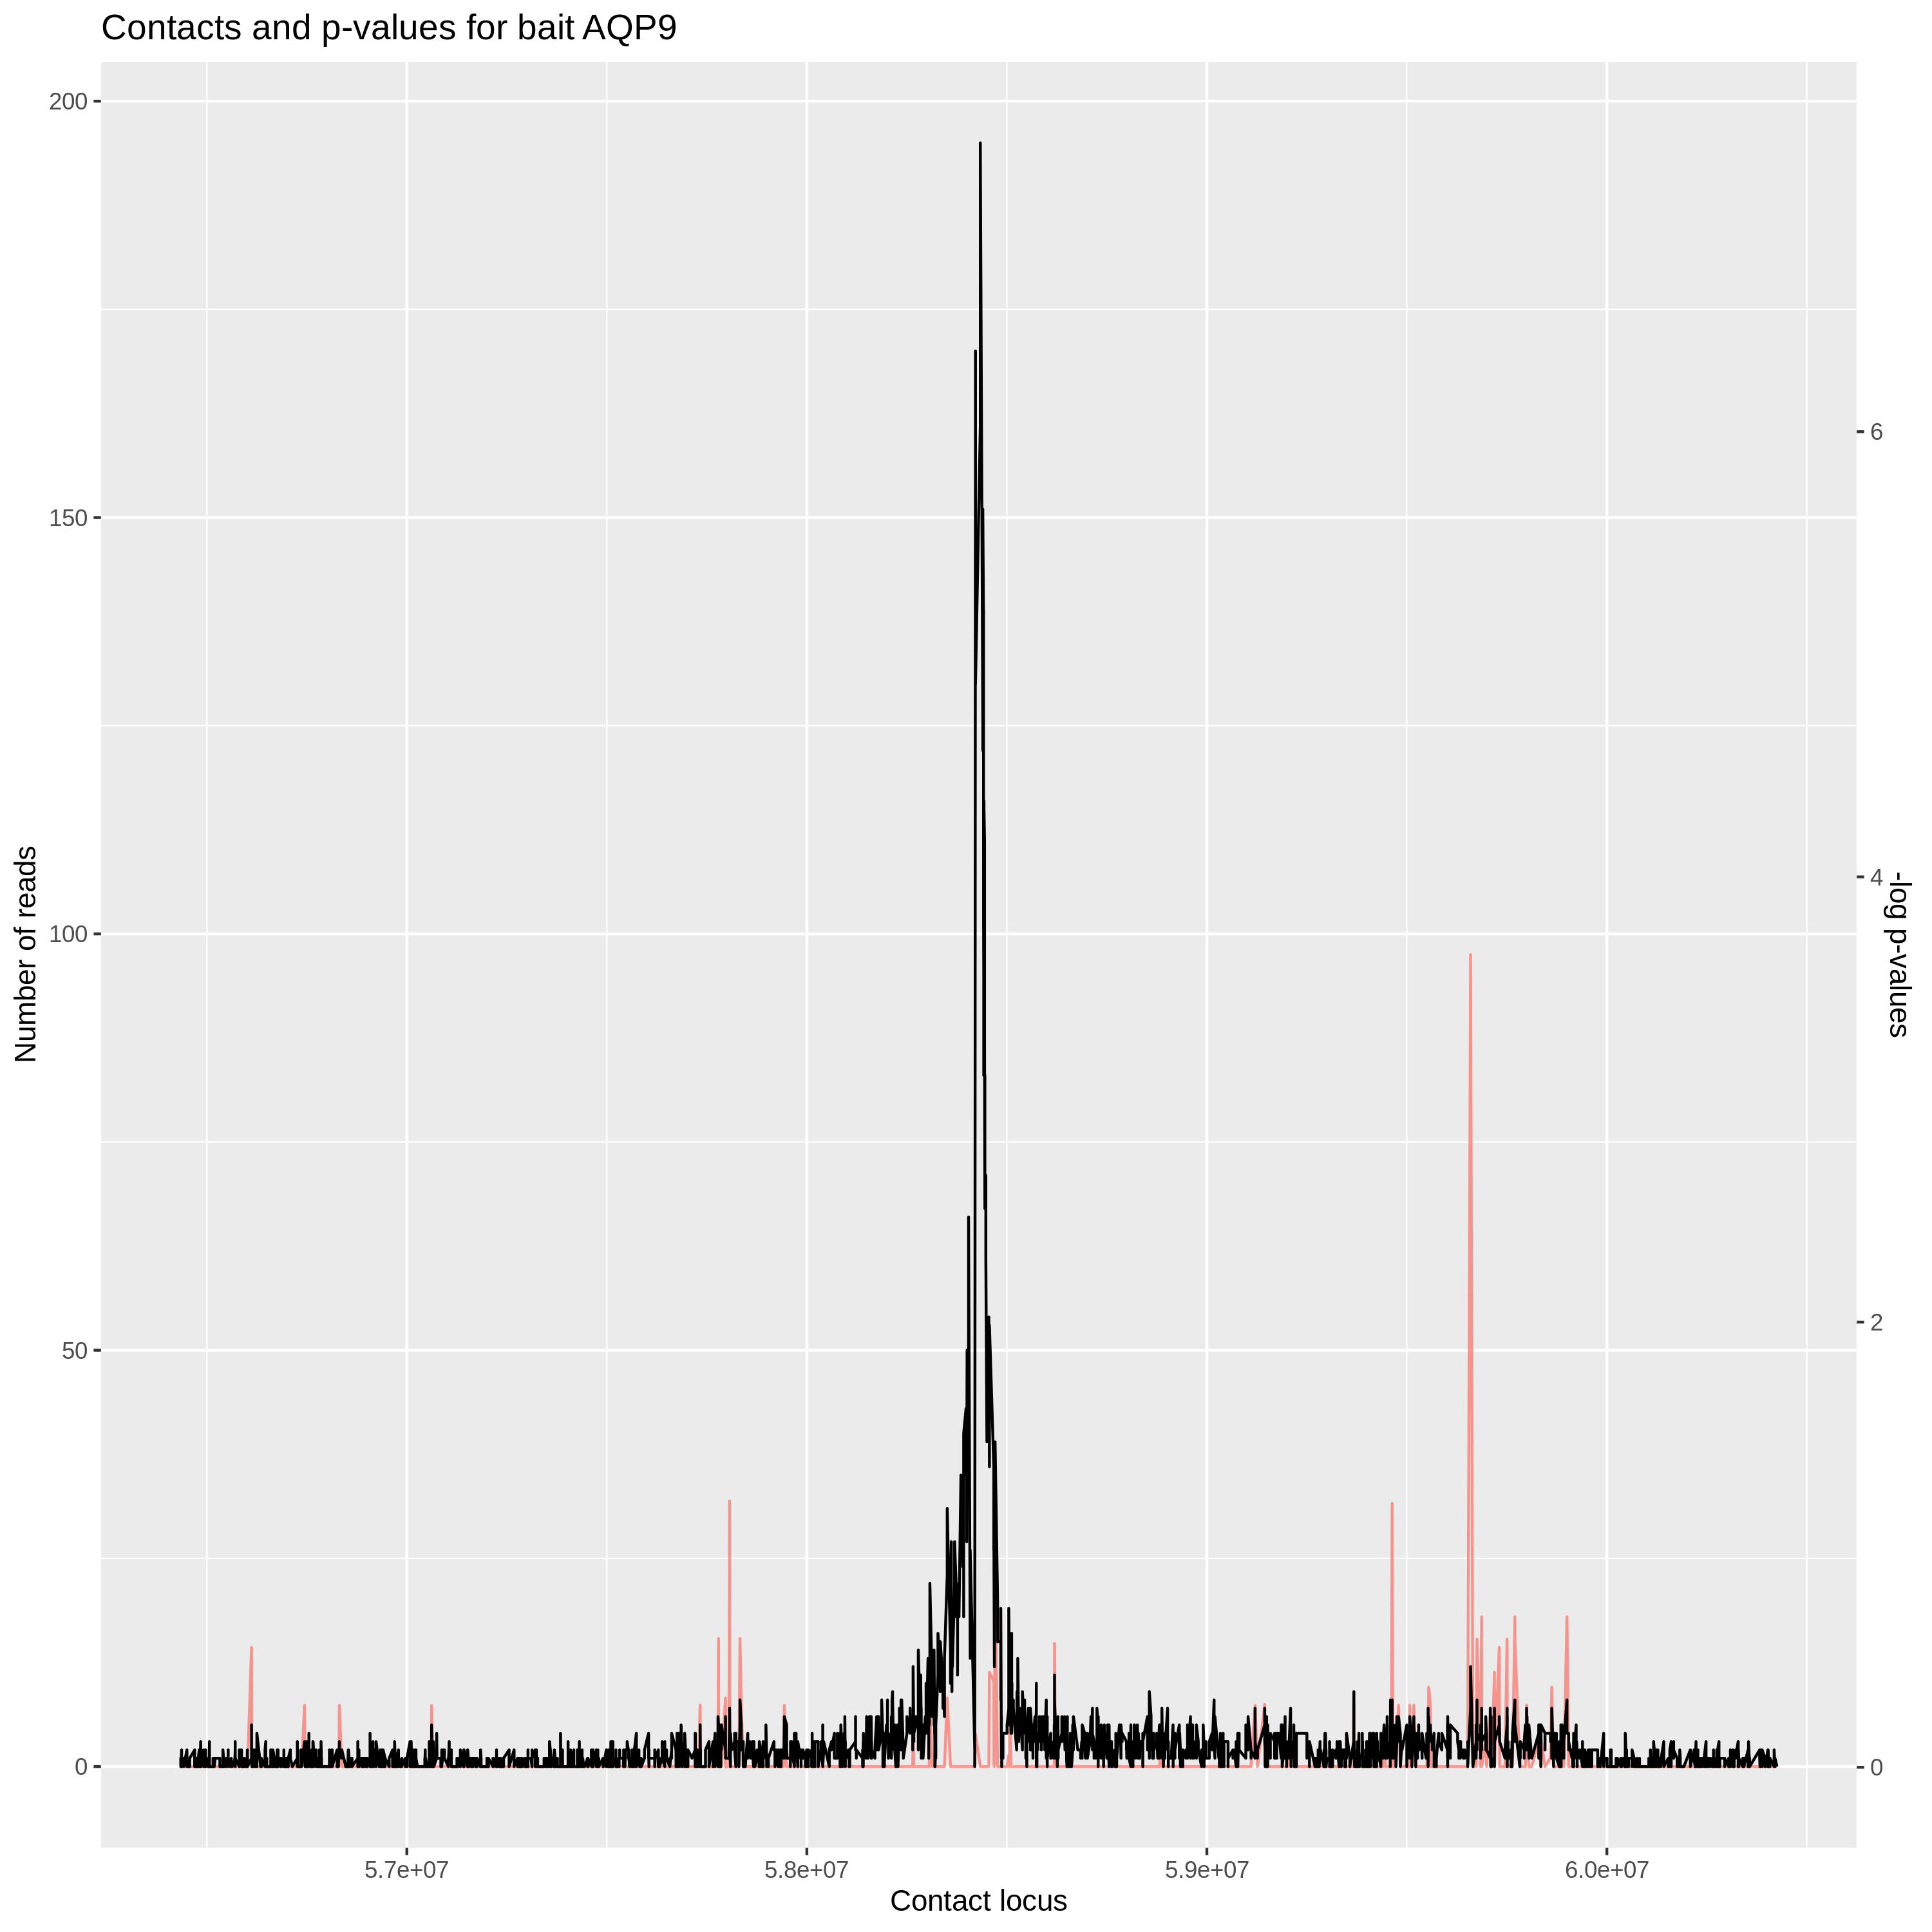 Contacts and p-values for bait AQP9
200
150
100
50
0
Number of reads
6
4
2
0
-log p-values
5.7e+07
5.8e+07
5.9e+07
6.0e+07
Contact locus